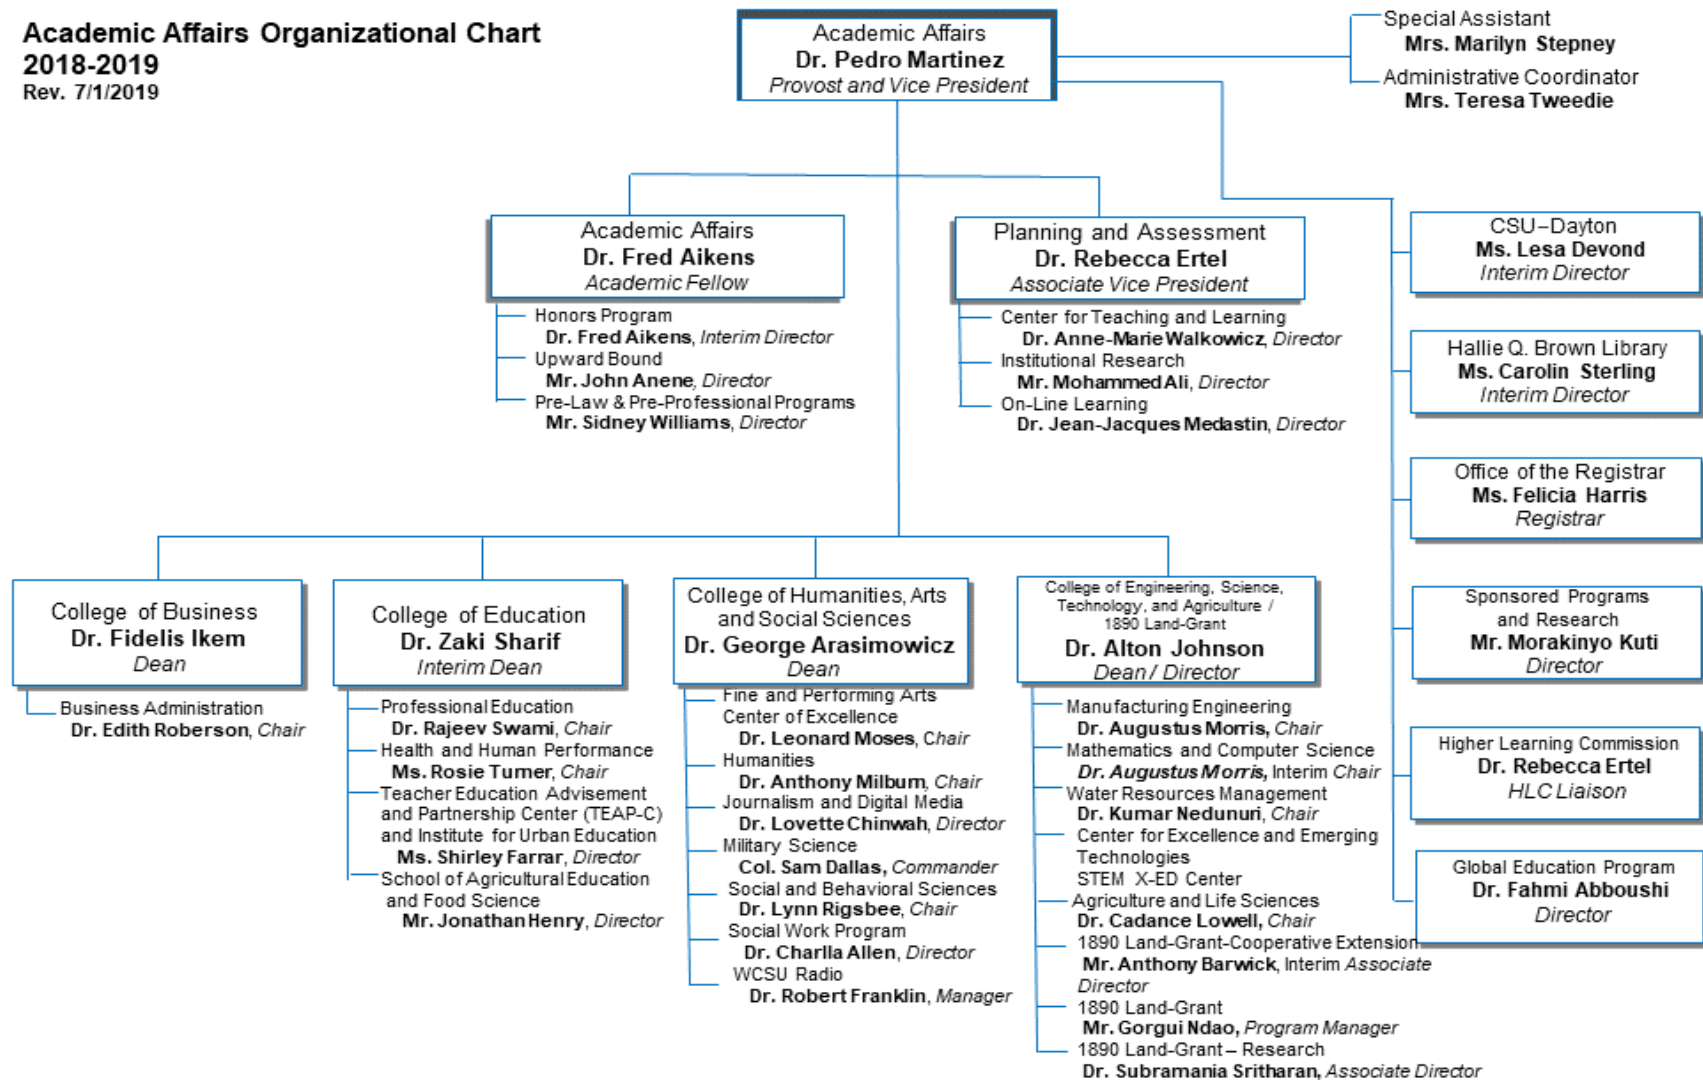 Academic Affairs Organizational Chart
2018-2019
Rev. 7/1/2019
Academic Affairs
Dr. Pedro Martinez
Provost and Vice President
Special Assistant
Mrs. Marilyn Stepney
Administrative Coordinator
Mrs. Teresa Tweedie
Academic Affairs
Dr. Fred Aikens
Academic Fellow
Honors Program
Dr. Fred Aikens, Interim Director
Upward Bound
Mr. John Anene, Director
Pre-Law & Pre-Professional Programs
Mr. Sidney Williams, Director
Planning and Assessment
Dr. Rebecca Ertel
Associate Vice President
Center for Teaching and Learning
Dr. Anne-Marie Walkowicz, Director
Institutional Research
Mr. Mohammed Ali, Director
On-Line Learning
Dr. Jean-Jacques Medastin, Director
CSU–Dayton
Ms. Lesa Devond
Interim Director
Hallie Q. Brown Library
Ms. Carolin Sterling
Interim Director
Office of the Registrar
Ms. Felicia Harris
Registrar
Sponsored Programs
and Research
Mr. Morakinyo Kuti
Director
Higher Learning Commission
Dr. Rebecca Ertel
HLC Liaison
Global Education Program
Dr. Fahmi Abboushi
Director
College of Business
Dr. Fidelis Ikem
Dean
Business Administration
Dr. Edith Roberson, Chair
College of Education
Dr. Zaki Sharif
Interim Dean
Professional Education
Dr. Rajeev Swami, Chair
Health and Human Performance
Ms. Rosie Turner, Chair
Teacher Education Advisement
and Partnership Center (TEAP-C)
and Institute for Urban Education
Ms. Shirley Farrar, Director
School of Agricultural Education
and Food Science
Mr. Jonathan Henry, Director
College of Humanities, Arts
and Social Sciences
Dr. George Arasimowicz
Dean
Fine and Performing Arts
Center of Excellence
Dr. Leonard Moses, Chair
Humanities
Dr. Anthony Milburn, Chair
Journalism and Digital Media
Dr. Lovette Chinwah, Director
Military Science
Col. Sam Dallas, Commander
Social and Behavioral Sciences
Dr. Lynn Rigsbee, Chair
Social Work Program
Dr. Charlla Allen, Director
WCSU Radio
Dr. Robert Franklin, Manager
College of Engineering, Science,
Technology, and Agriculture /
1890 Land-Grant
Dr. Alton Johnson
Dean / Director
Manufacturing Engineering
Dr. Augustus Morris, Chair
Mathematics and Computer Science
Dr. Augustus Morris, Interim Chair
Water Resources Management
Dr. Kumar Nedunuri, Chair
Center for Excellence and Emerging
Technologies
STEM X-ED Center
Agriculture and Life Sciences
Dr. Cadance Lowell, Chair
1890 Land-Grant-Cooperative Extension
Mr. Anthony Barwick, Interim Associate
Director
1890 Land-Grant
Mr. Gorgui Ndao, Program Manager
1890 Land-Grant – Research
Dr. Subramania Sritharan, Associate Director